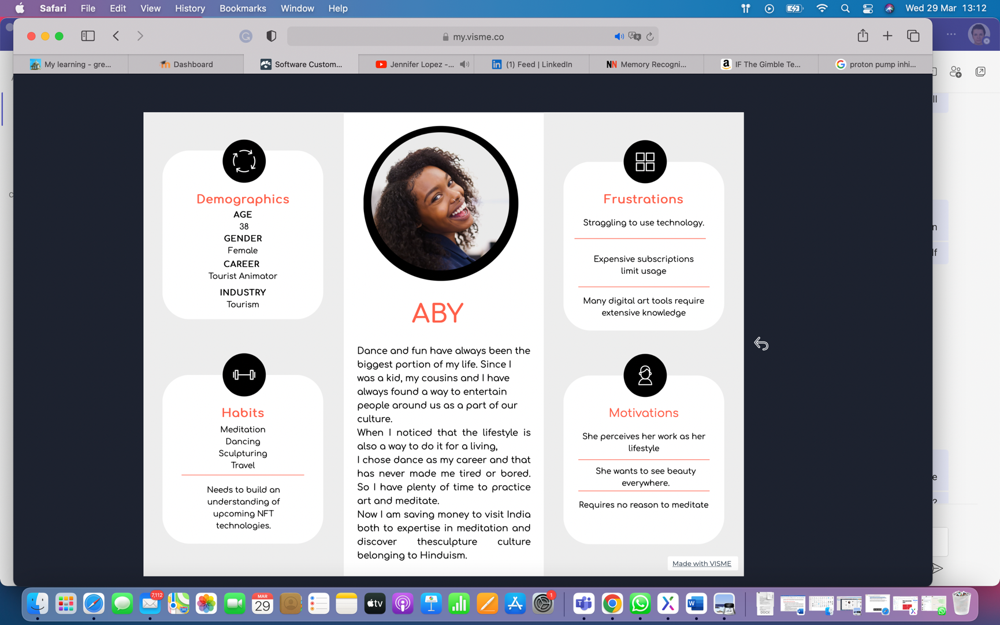 Safari File Edit View History Bookmarks Window Help Wed 29 Mar 13:12
my.visme.co
My learning - gre... Dashboard Software Custom... Jennifer Lopez -... (1) Feed | LinkedIn Memory Recogni... IF The Gimble Te... proton pump inhi...
Demographics
AGE
38
GENDER
Female
CAREER
Tourist Animator
INDUSTRY
Tourism
Habits
Meditation
Dancing
Sculpturing
Travel
Needs to build an
understanding of
upcoming NFT
technologies.
ABY
Dance and fun have always been the
biggest portion of my life. Since I
was a kid, my cousins and I have
always found a way to entertain
people around us as a part of our
culture.
When I noticed that the lifestyle is
also a way to do it for a living,
I chose dance as my career and that
has never made me tired or bored.
So I have plenty of time to practice
art and meditate.
Now I am saving money to visit India
both to expertise in meditation and
discover thesculpture culture
belonging to Hinduism.
Frustrations
Straggling to use technology.
Expensive subscriptions
limit usage
Many digital art tools require
extensive knowledge
Motivations
She perceives her work as her
lifestyle
She wants to see beauty
everywhere.
Requires no reason to meditate
Made with VISME
7,112
MAR
29
tv
1
DOCX